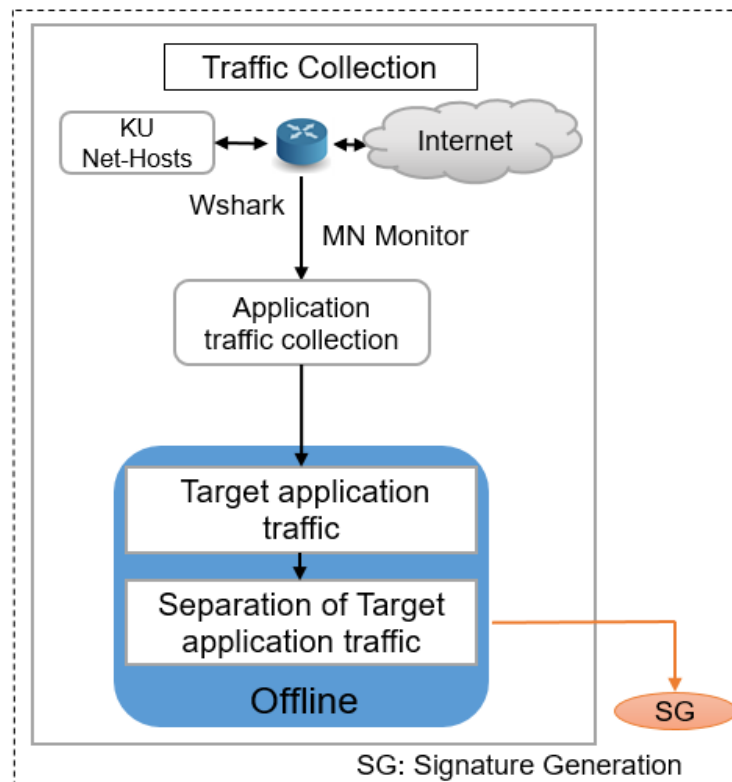 Traffic Collection
KU
Net-Hosts
Internet
Wshark
MN Monitor
Application
traffic collection
Target application
traffic
Separation of Target
application traffic
Offline
SG
SG: Signature Generation